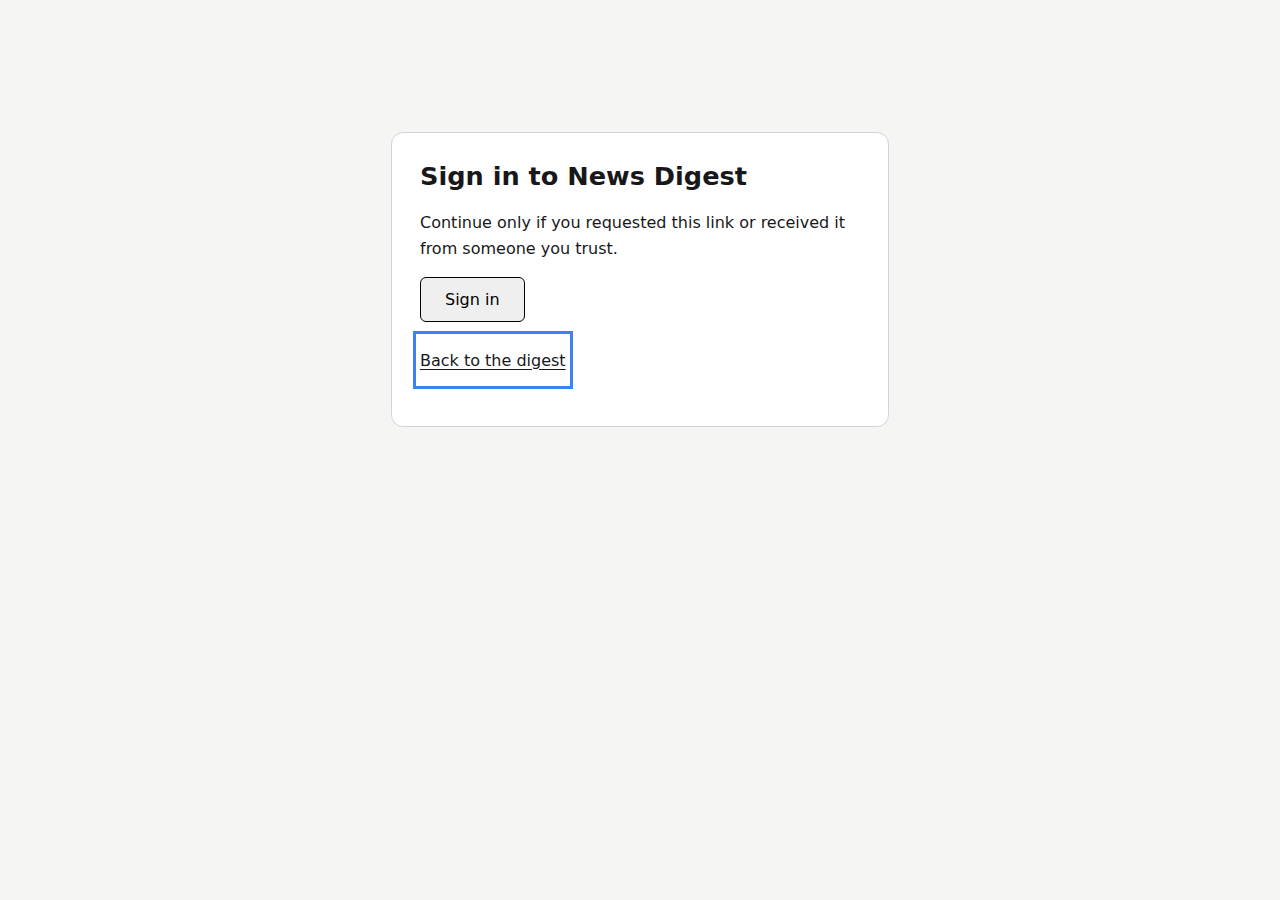 Sign in to News Digest
Continue only if you requested this link or received it
from someone you trust.
Sign in
Back to the digest